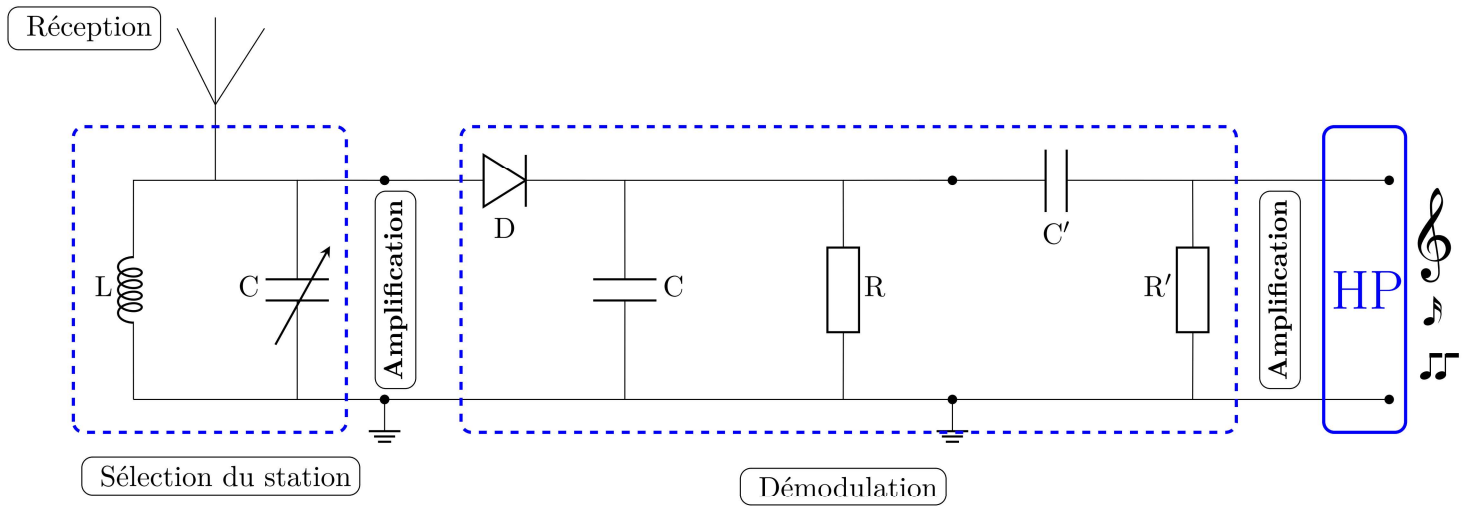 Réception
L
C
Amplification
D
C
R
C′
R′
Amplification
HP
Sélection du station
Démodulation